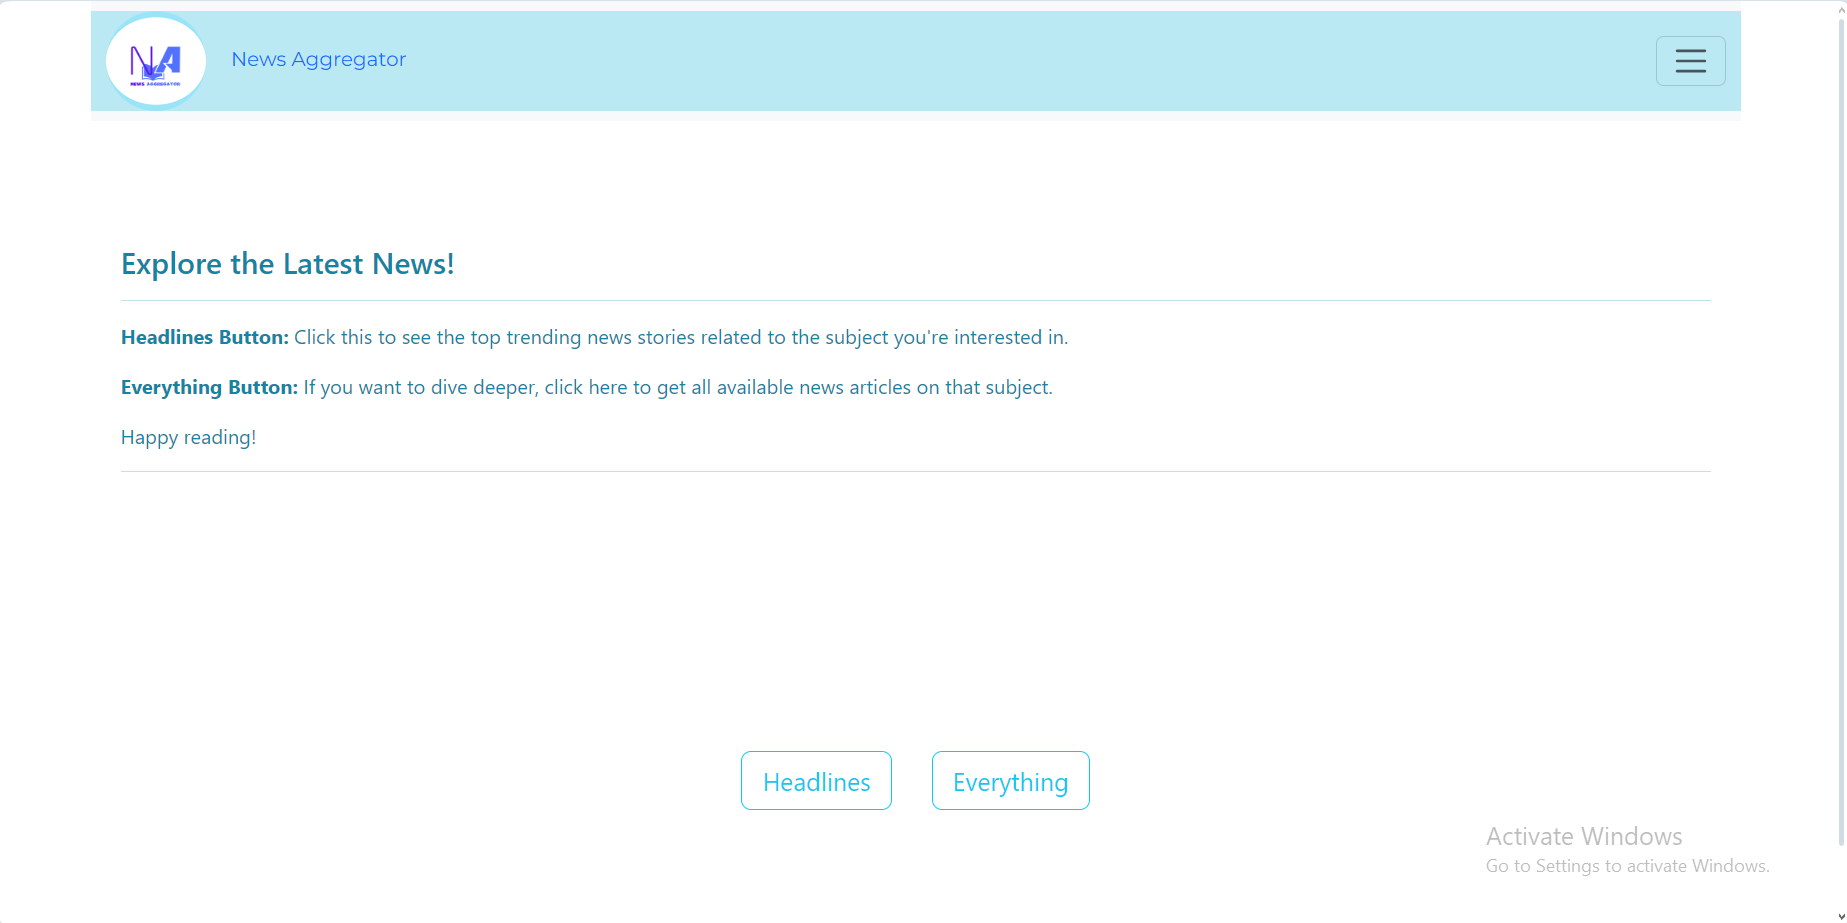 NA
NEWS AGGREGATOR
News Aggregator
Explore the Latest News!
Headlines Button: Click this to see the top trending news stories related to the subject you're interested in.
Everything Button: If you want to dive deeper, click here to get all available news articles on that subject.
Happy reading!
Headlines
Everything
Activate Windows
Go to Settings to activate Windows.